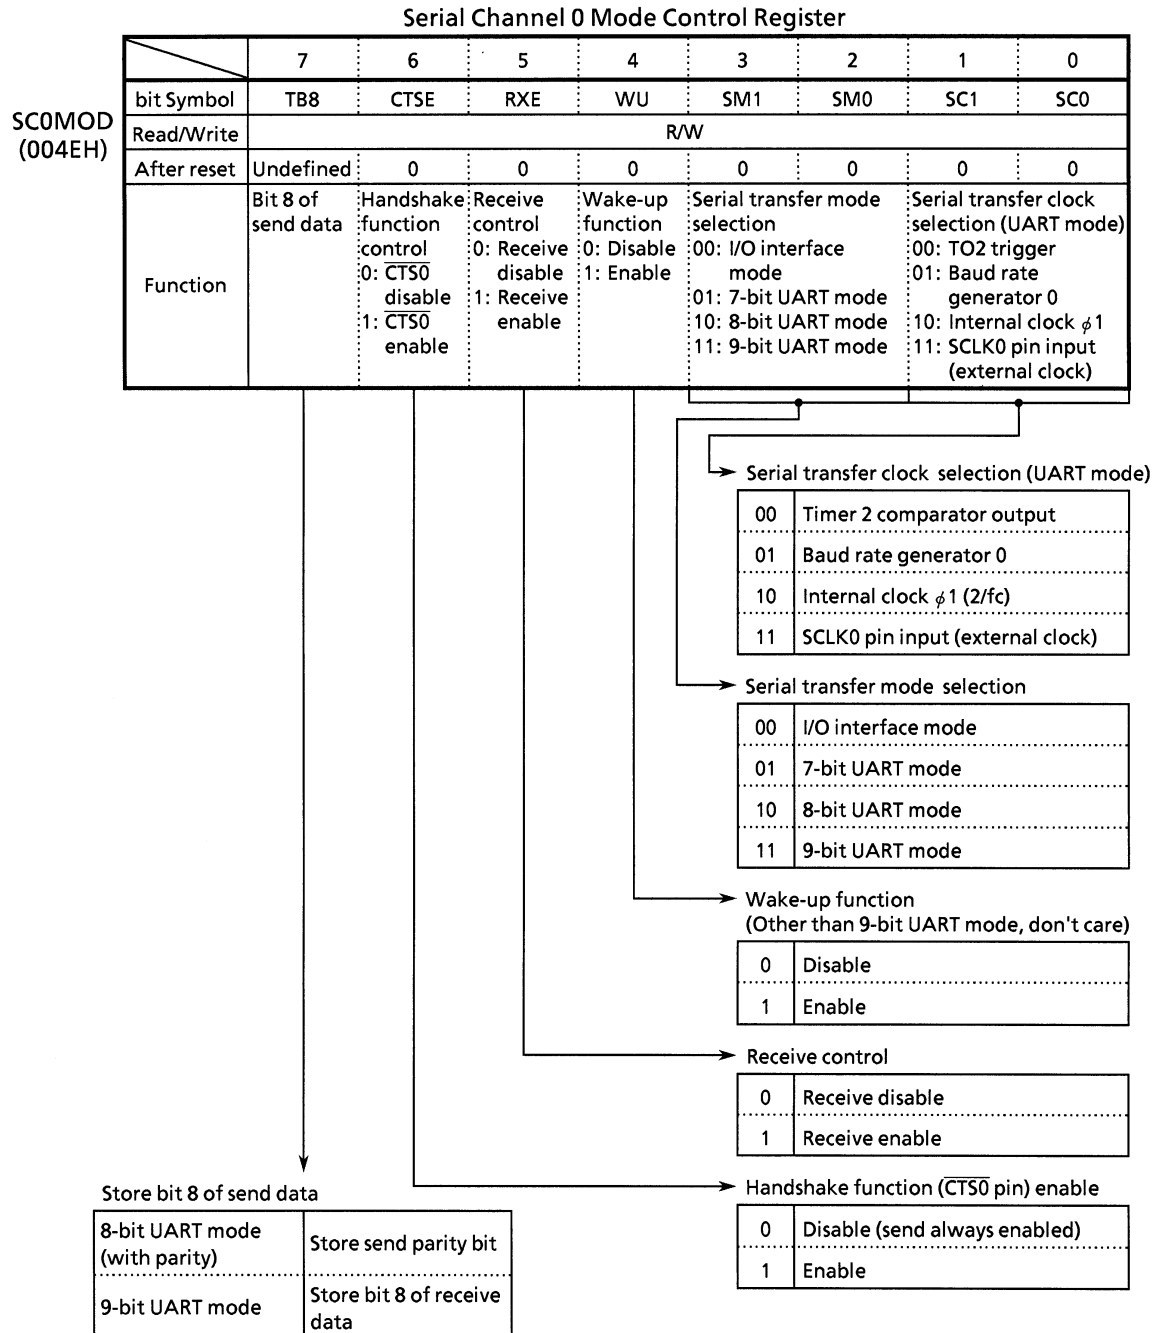 Serial Channel 0 Mode Control Register
7 6 5 4 3 2 1 0
SC0MOD
(004EH)
bit Symbol TB8 CTSE RXE WU SM1 SM0 SC1 SC0
Read/Write R/W
After reset Undefined 0 0 0 0 0 0 0
Function
Bit 8 of
send data
Handshake
function
control
0: C̅T̅S̅0̅
disable
1: C̅T̅S̅0̅
enable
Receive
control
0: Receive
disable
1: Receive
enable
Wake-up
function
0: Disable
1: Enable
Serial transfer mode
selection
00: I/O interface
mode
01: 7-bit UART mode
10: 8-bit UART mode
11: 9-bit UART mode
Serial transfer clock
selection (UART mode)
00: TO2 trigger
01: Baud rate
generator 0
10: Internal clock ϕ1
11: SCLK0 pin input
(external clock)
Serial transfer clock selection (UART mode)
00 Timer 2 comparator output
01 Baud rate generator 0
10 Internal clock ϕ1 (2/fc)
11 SCLK0 pin input (external clock)
Serial transfer mode selection
00 I/O interface mode
01 7-bit UART mode
10 8-bit UART mode
11 9-bit UART mode
Wake-up function
(Other than 9-bit UART mode, don't care)
0 Disable
1 Enable
Receive control
0 Receive disable
1 Receive enable
Handshake function (C̅T̅S̅0̅ pin) enable
0 Disable (send always enabled)
1 Enable
Store bit 8 of send data
8-bit UART mode
(with parity)
Store send parity bit
9-bit UART mode
Store bit 8 of receive
data